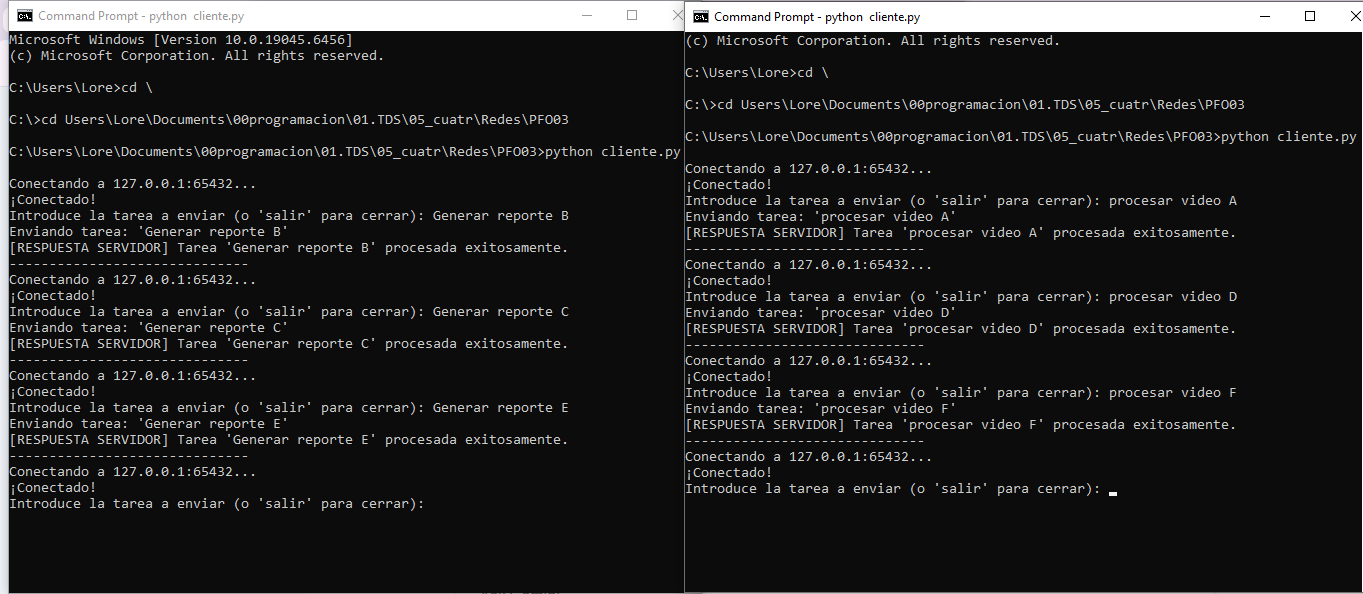 Command Prompt - python cliente.py
Microsoft Windows [Version 10.0.19045.6456]
(c) Microsoft Corporation. All rights reserved.
C:\Users\Lore>cd \
C:\>cd Users\Lore\Documents\00programacion\01.TDS\05_cuatr\Redes\PFO03
C:\Users\Lore\Documents\00programacion\01.TDS\05_cuatr\Redes\PFO03>python cliente.py
Conectando a 127.0.0.1:65432...
¡Conectado!
Introduce la tarea a enviar (o 'salir' para cerrar): Generar reporte B
Enviando tarea: 'Generar reporte B'
[RESPUESTA SERVIDOR] Tarea 'Generar reporte B' procesada exitosamente.
------------------------------
Conectando a 127.0.0.1:65432...
¡Conectado!
Introduce la tarea a enviar (o 'salir' para cerrar): Generar reporte C
Enviando tarea: 'Generar reporte C'
[RESPUESTA SERVIDOR] Tarea 'Generar reporte C' procesada exitosamente.
------------------------------
Conectando a 127.0.0.1:65432...
¡Conectado!
Introduce la tarea a enviar (o 'salir' para cerrar): Generar reporte E
Enviando tarea: 'Generar reporte E'
[RESPUESTA SERVIDOR] Tarea 'Generar reporte E' procesada exitosamente.
------------------------------
Conectando a 127.0.0.1:65432...
¡Conectado!
Introduce la tarea a enviar (o 'salir' para cerrar):
Command Prompt - python cliente.py
(c) Microsoft Corporation. All rights reserved.
C:\Users\Lore>cd \
C:\>cd Users\Lore\Documents\00programacion\01.TDS\05_cuatr\Redes\PFO03
C:\Users\Lore\Documents\00programacion\01.TDS\05_cuatr\Redes\PFO03>python cliente.py
Conectando a 127.0.0.1:65432...
¡Conectado!
Introduce la tarea a enviar (o 'salir' para cerrar): procesar video A
Enviando tarea: 'procesar video A'
[RESPUESTA SERVIDOR] Tarea 'procesar video A' procesada exitosamente.
------------------------------
Conectando a 127.0.0.1:65432...
¡Conectado!
Introduce la tarea a enviar (o 'salir' para cerrar): procesar video D
Enviando tarea: 'procesar video D'
[RESPUESTA SERVIDOR] Tarea 'procesar video D' procesada exitosamente.
------------------------------
Conectando a 127.0.0.1:65432...
¡Conectado!
Introduce la tarea a enviar (o 'salir' para cerrar): procesar video F
Enviando tarea: 'procesar video F'
[RESPUESTA SERVIDOR] Tarea 'procesar video F' procesada exitosamente.
------------------------------
Conectando a 127.0.0.1:65432...
¡Conectado!
Introduce la tarea a enviar (o 'salir' para cerrar):